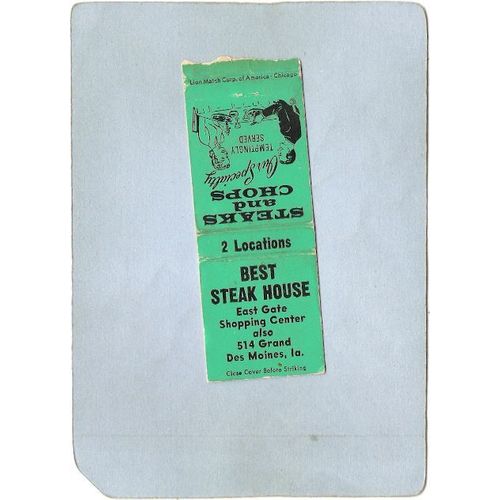 Lion Match Corp. of America - Chicago
STEAKS
and
CHOPS
Our Specialty
TEMPTINGLY
SERVED
2 Locations
BEST
STEAK HOUSE
East Gate
Shopping Center
also
514 Grand
Des Moines, Ia.
Close Cover Before Striking